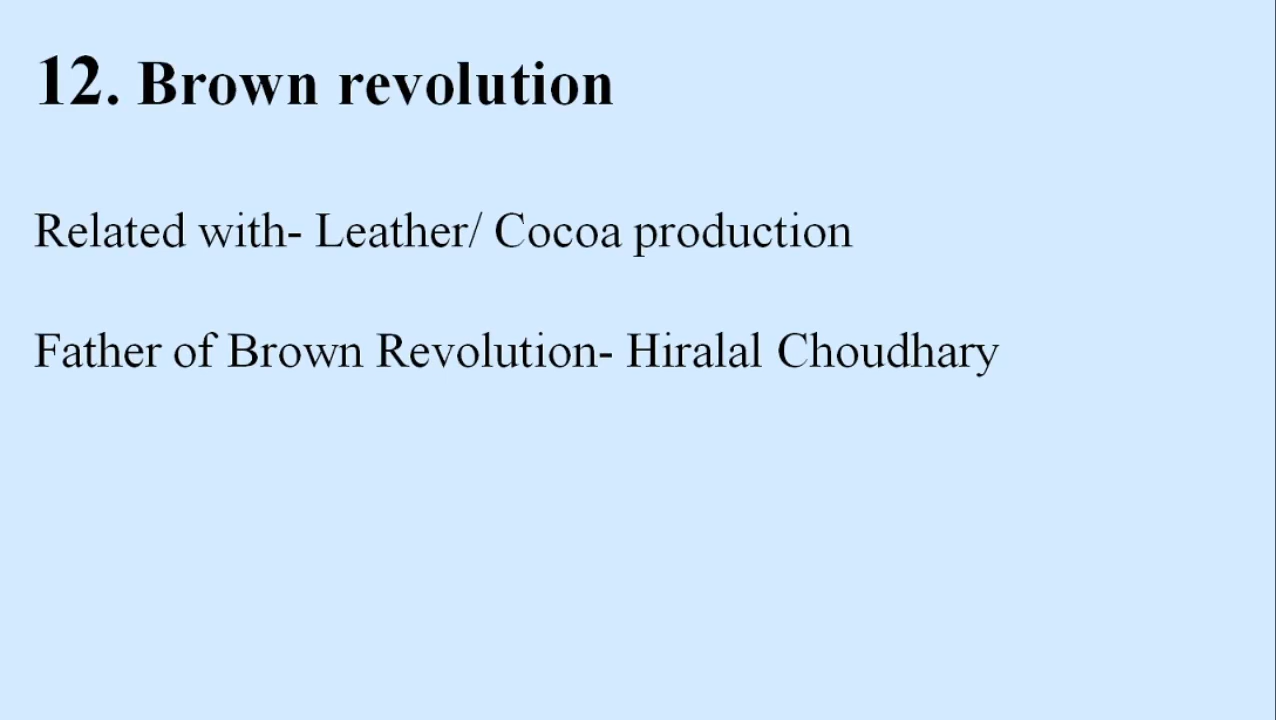 12. Brown revolution
Related with- Leather/ Cocoa production
Father of Brown Revolution- Hiralal Choudhary